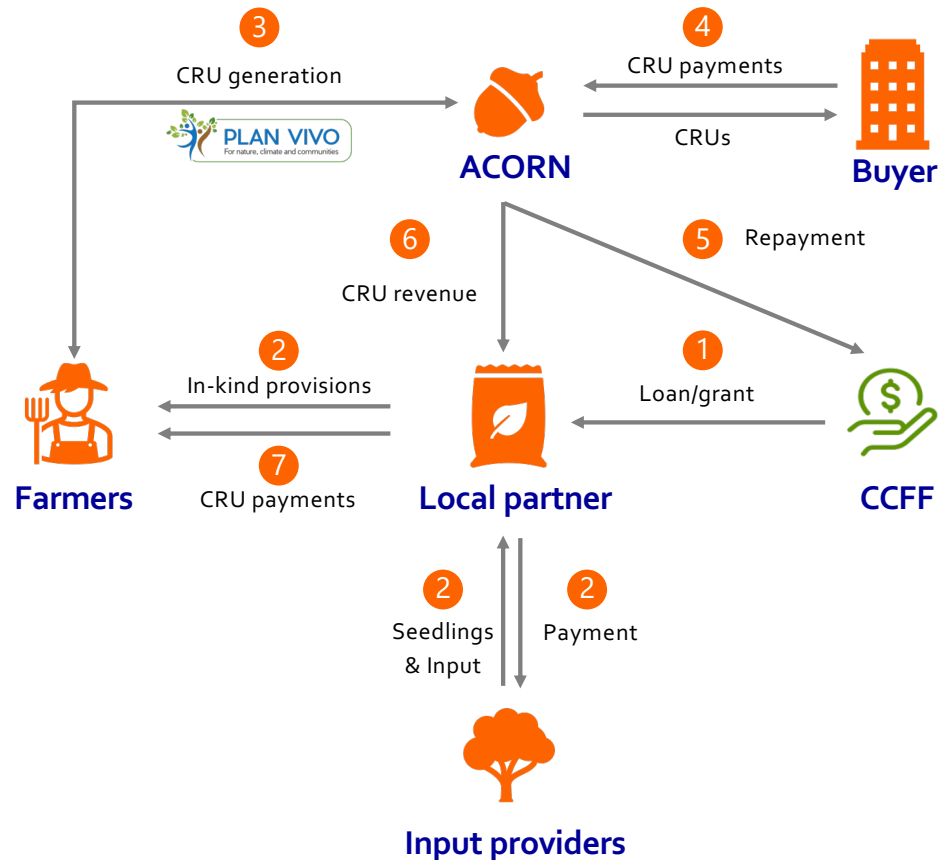 3
CRU generation
PLAN VIVO
For nature, climate and communities
4
CRU payments
CRUs
ACORN
Buyer
6
CRU revenue
5
Repayment
2
In-kind provisions
1
Loan/grant
$
7
CRU payments
Farmers
Local partner
CCFF
2
Seedlings
& Input
2
Payment
Input providers